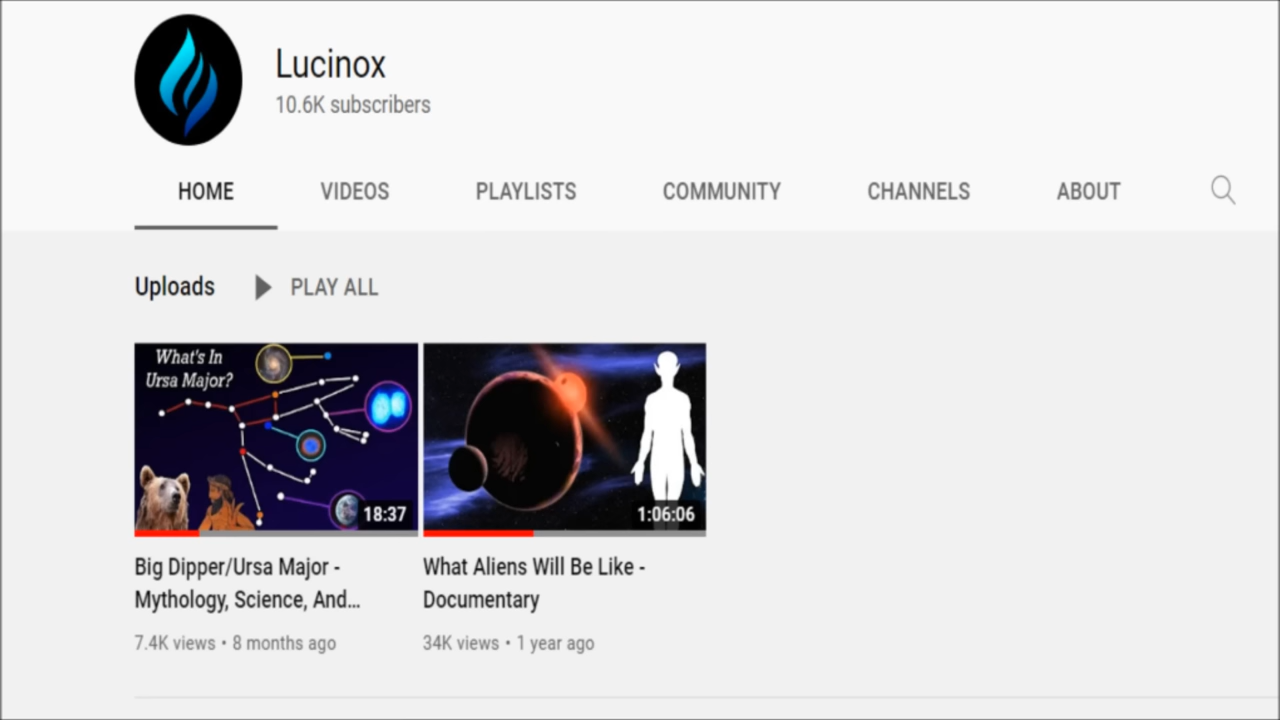 Lucinox
10.6K subscribers
HOME VIDEOS PLAYLISTS COMMUNITY CHANNELS ABOUT
Uploads PLAY ALL
What's In
Ursa Major?
18:37
1:06:06
Big Dipper/Ursa Major -
Mythology, Science, And...
7.4K views • 8 months ago
What Aliens Will Be Like -
Documentary
34K views • 1 year ago